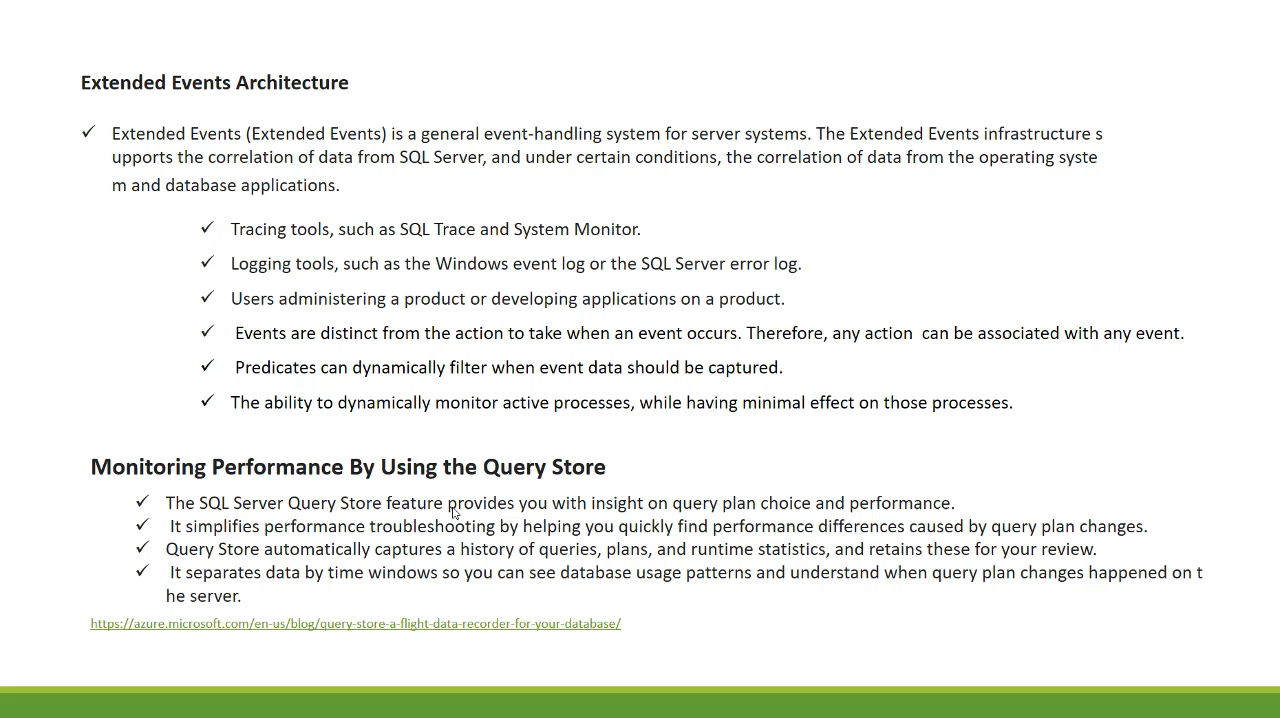 Extended Events Architecture
✓ Extended Events (Extended Events) is a general event-handling system for server systems. The Extended Events infrastructure s
upports the correlation of data from SQL Server, and under certain conditions, the correlation of data from the operating syste
m and database applications.
✓ Tracing tools, such as SQL Trace and System Monitor.
✓ Logging tools, such as the Windows event log or the SQL Server error log.
✓ Users administering a product or developing applications on a product.
✓ Events are distinct from the action to take when an event occurs. Therefore, any action can be associated with any event.
✓ Predicates can dynamically filter when event data should be captured.
✓ The ability to dynamically monitor active processes, while having minimal effect on those processes.
Monitoring Performance By Using the Query Store
✓ The SQL Server Query Store feature provides you with insight on query plan choice and performance.
✓ It simplifies performance troubleshooting by helping you quickly find performance differences caused by query plan changes.
✓ Query Store automatically captures a history of queries, plans, and runtime statistics, and retains these for your review.
✓ It separates data by time windows so you can see database usage patterns and understand when query plan changes happened on t
he server.
https://azure.microsoft.com/en-us/blog/query-store-a-flight-data-recorder-for-your-database/